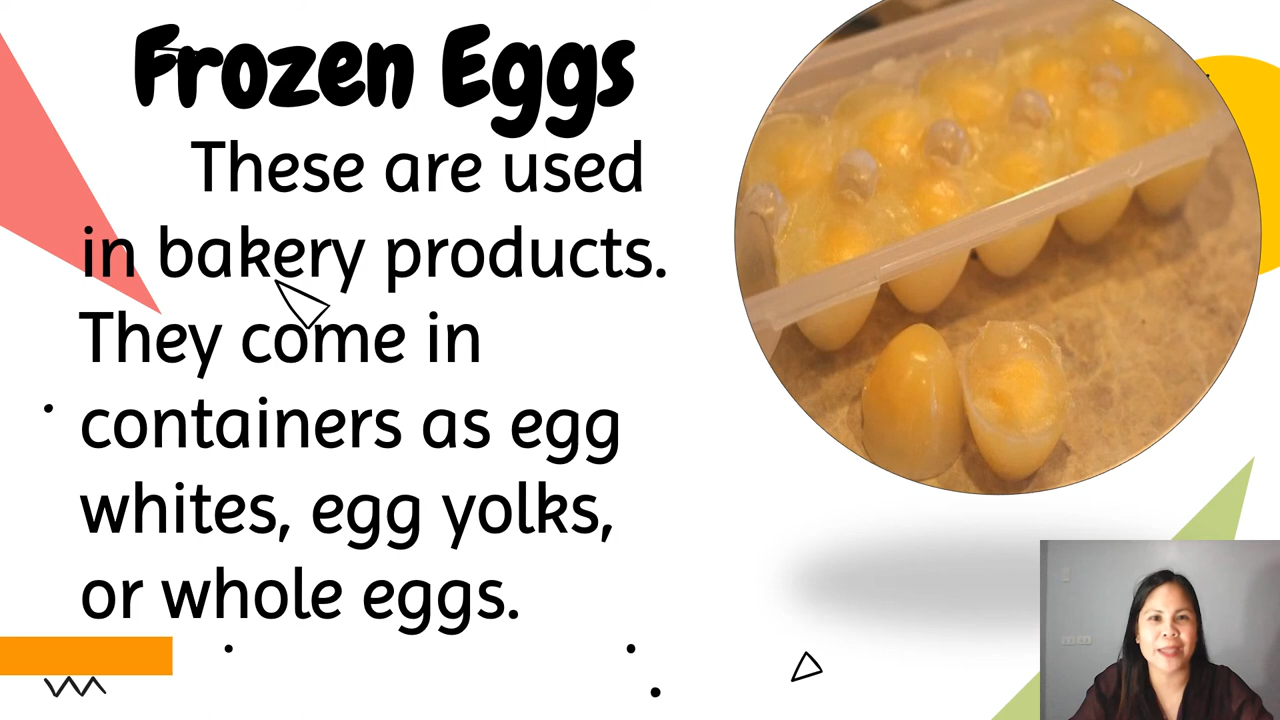 Frozen Eggs
These are used
in bakery products.
They come in
containers as egg
whites, egg yolks,
or whole eggs.